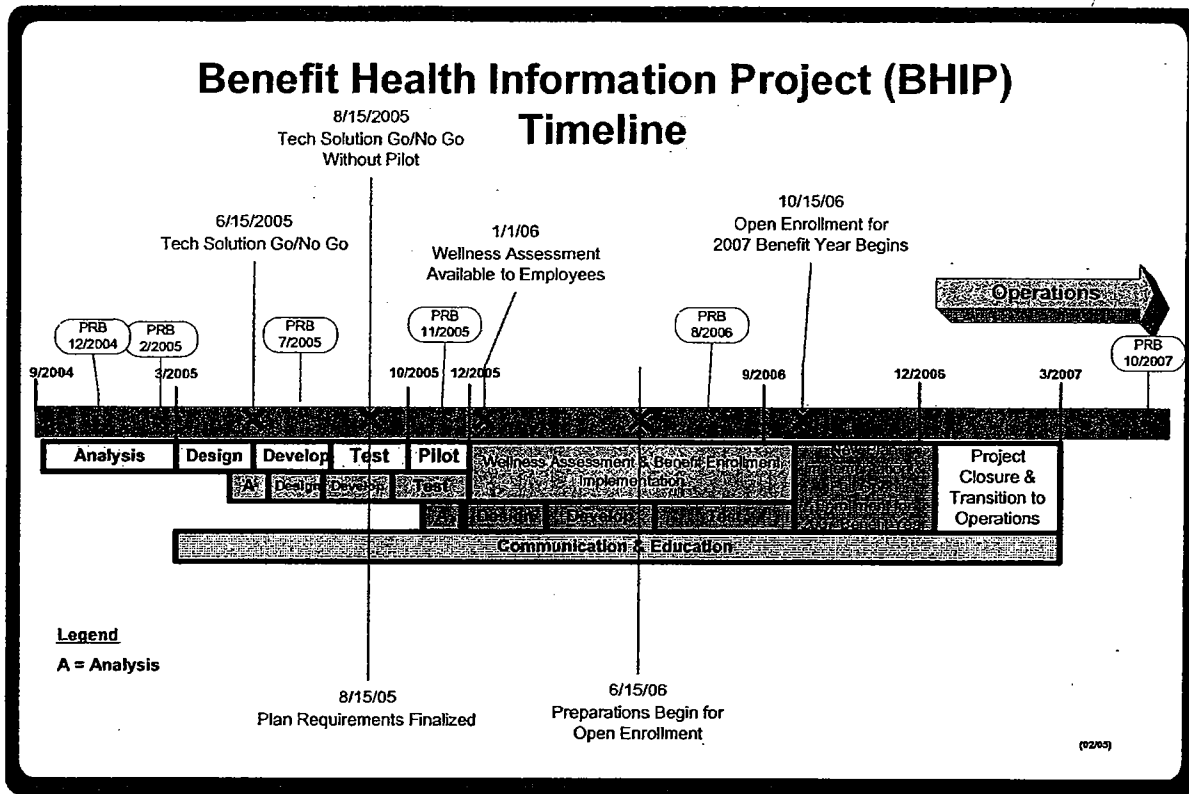 Benefit Health Information Project (BHIP)
Timeline
8/15/2005
Tech Solution Go/No Go
Without Pilot
6/15/2005
Tech Solution Go/No Go
1/1/06
Wellness Assessment
Available to Employees
10/15/06
Open Enrollment for
2007 Benefit Year Begins
Operations
PRB
12/2004
PRB
2/2005
PRB
7/2005
PRB
11/2005
PRB
8/2006
PRB
10/2007
9/2004
3/2005
10/2005
12/2005
9/2006
12/2006
3/2007
Analysis
Design
Develop
Test
Pilot
Wellness Assessment & Benefit Enrollment
Implementation
Project
Closure &
Transition to
Operations
A
Design
Develop
Test
A
Design
Develop
Communication & Education
Legend
A = Analysis
8/15/05
Plan Requirements Finalized
6/15/06
Preparations Begin for
Open Enrollment
(02/05)